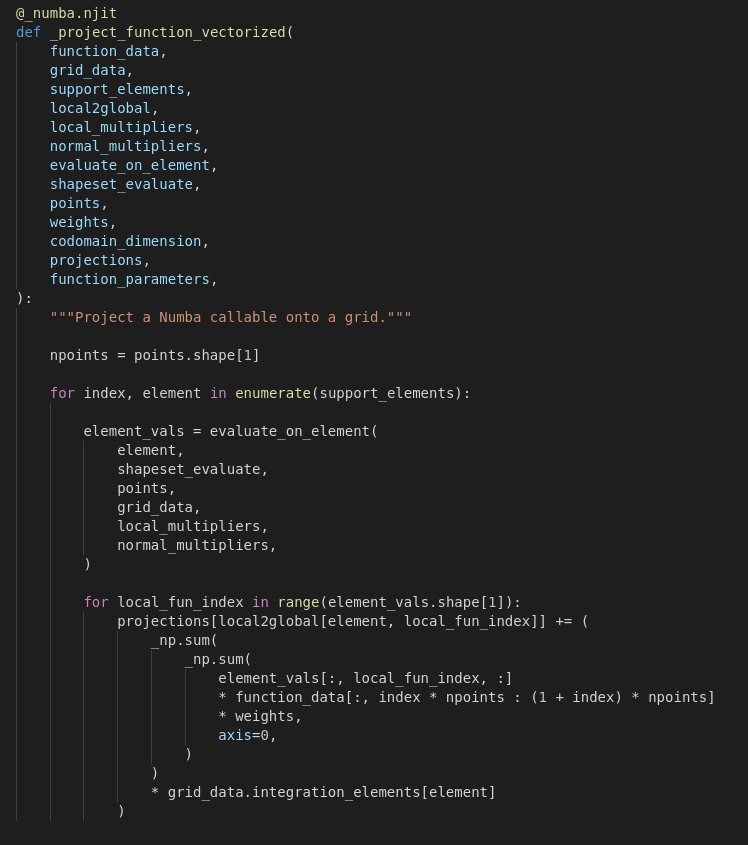 @_numba.njit
def _project_function_vectorized(
    function_data,
    grid_data,
    support_elements,
    local2global,
    local_multipliers,
    normal_multipliers,
    evaluate_on_element,
    shapeset_evaluate,
    points,
    weights,
    codomain_dimension,
    projections,
    function_parameters,
):
    """Project a Numba callable onto a grid."""

    npoints = points.shape[1]

    for index, element in enumerate(support_elements):

        element_vals = evaluate_on_element(
            element,
            shapeset_evaluate,
            points,
            grid_data,
            local_multipliers,
            normal_multipliers,
        )

        for local_fun_index in range(element_vals.shape[1]):
            projections[local2global[element, local_fun_index]] += (
                _np.sum(
                    _np.sum(
                        element_vals[:, local_fun_index, :]
                        * function_data[:, index * npoints : (1 + index) * npoints]
                        * weights,
                        axis=0,
                    )
                )
                * grid_data.integration_elements[element]
            )